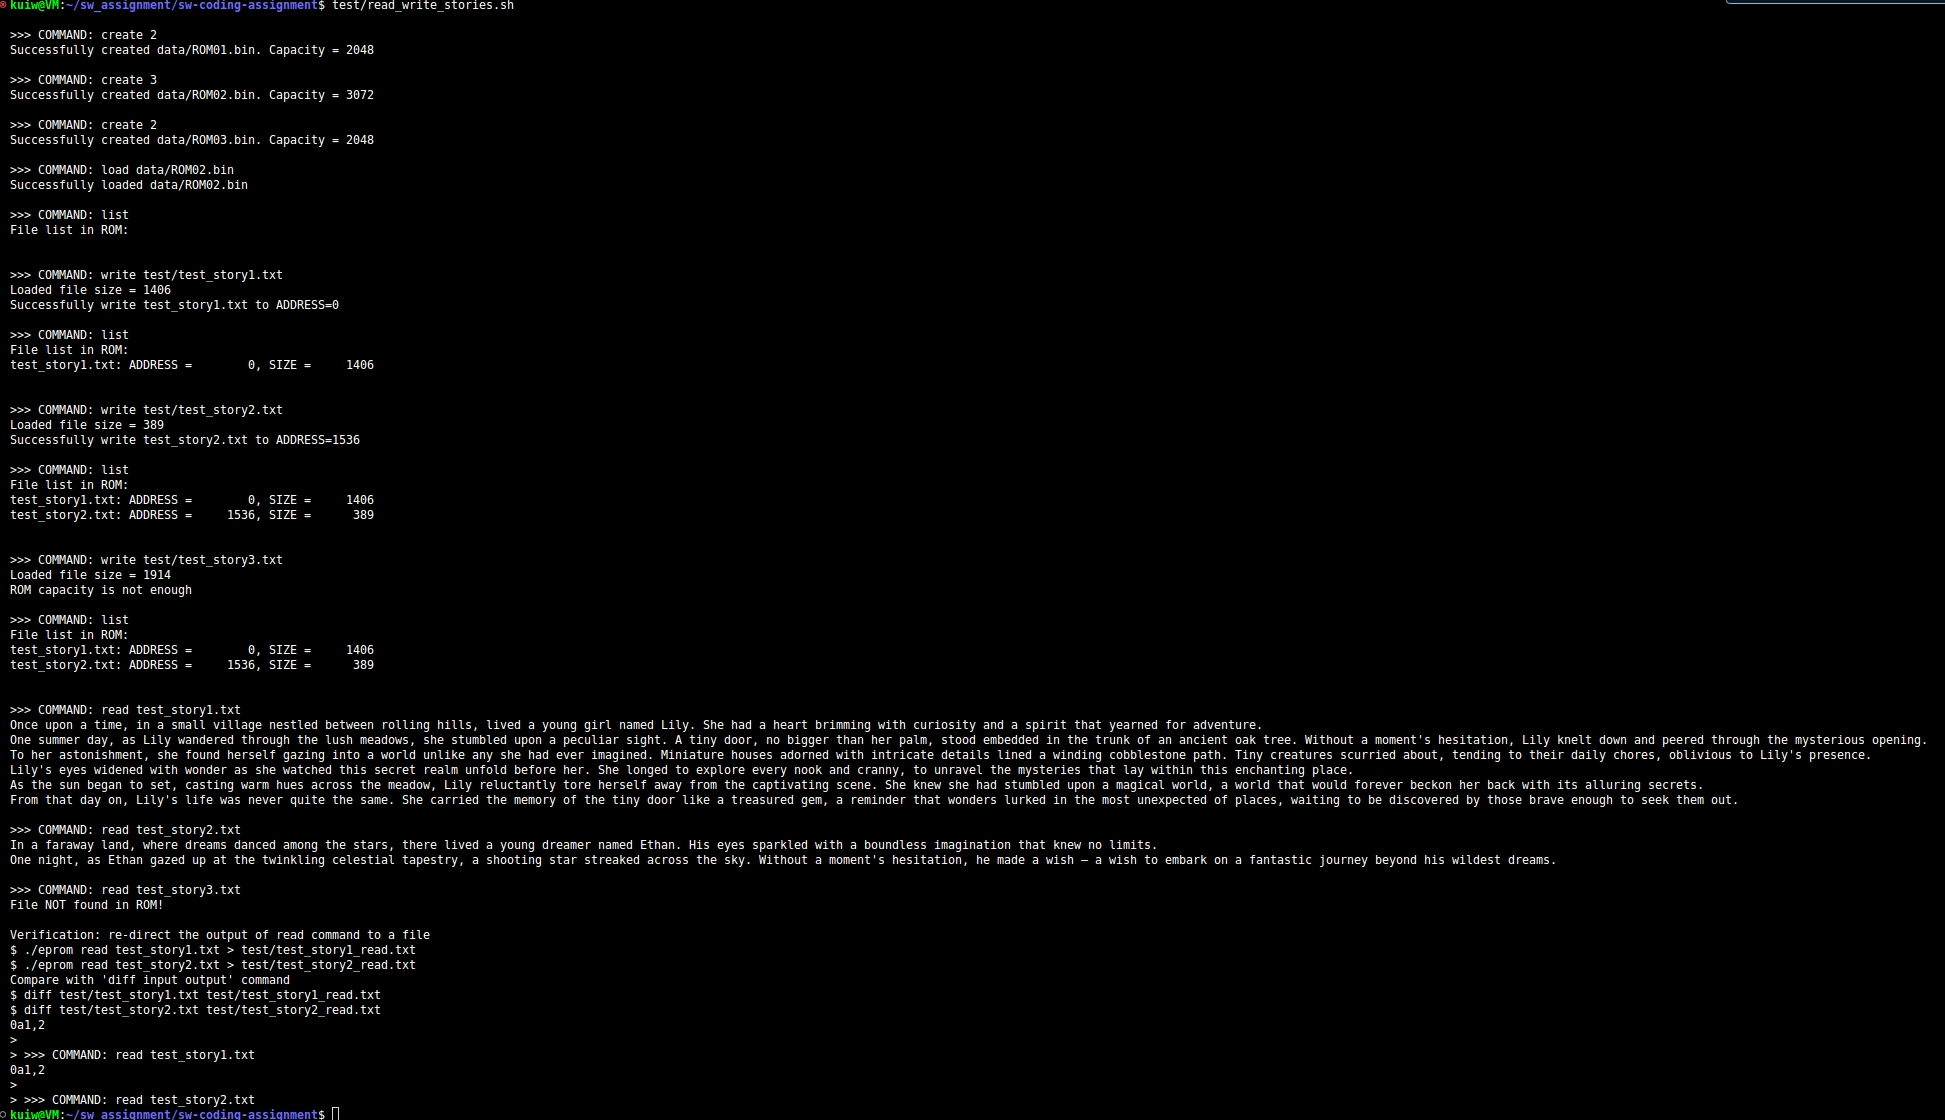 kuiw@VM:~/sw_assignment/sw-coding-assignment$ test/read_write_stories.sh
>>> COMMAND: create 2
Successfully created data/ROM01.bin. Capacity = 2048
>>> COMMAND: create 3
Successfully created data/ROM02.bin. Capacity = 3072
>>> COMMAND: create 2
Successfully created data/ROM03.bin. Capacity = 2048
>>> COMMAND: load data/ROM02.bin
Successfully loaded data/ROM02.bin
>>> COMMAND: list
File list in ROM:
>>> COMMAND: write test/test_story1.txt
Loaded file size = 1406
Successfully write test_story1.txt to ADDRESS=0
>>> COMMAND: list
File list in ROM:
test_story1.txt: ADDRESS =        0, SIZE =     1406
>>> COMMAND: write test/test_story2.txt
Loaded file size = 389
Successfully write test_story2.txt to ADDRESS=1536
>>> COMMAND: list
File list in ROM:
test_story1.txt: ADDRESS =        0, SIZE =     1406
test_story2.txt: ADDRESS =     1536, SIZE =      389
>>> COMMAND: write test/test_story3.txt
Loaded file size = 1914
ROM capacity is not enough
>>> COMMAND: list
File list in ROM:
test_story1.txt: ADDRESS =        0, SIZE =     1406
test_story2.txt: ADDRESS =     1536, SIZE =      389
>>> COMMAND: read test_story1.txt
Once upon a time, in a small village nestled between rolling hills, lived a young girl named Lily. She had a heart brimming with curiosity and a spirit that yearned for adventure.
One summer day, as Lily wandered through the lush meadows, she stumbled upon a peculiar sight. A tiny door, no bigger than her palm, stood embedded in the trunk of an ancient oak tree. Without a moment's hesitation, Lily knelt down and peered through the mysterious opening.
To her astonishment, she found herself gazing into a world unlike any she had ever imagined. Miniature houses adorned with intricate details lined a winding cobblestone path. Tiny creatures scurried about, tending to their daily chores, oblivious to Lily's presence.
Lily's eyes widened with wonder as she watched this secret realm unfold before her. She longed to explore every nook and cranny, to unravel the mysteries that lay within this enchanting place.
As the sun began to set, casting warm hues across the meadow, Lily reluctantly tore herself away from the captivating scene. She knew she had stumbled upon a magical world, a world that would forever beckon her back with its alluring secrets.
From that day on, Lily's life was never quite the same. She carried the memory of the tiny door like a treasured gem, a reminder that wonders lurked in the most unexpected of places, waiting to be discovered by those brave enough to seek them out.
>>> COMMAND: read test_story2.txt
In a faraway land, where dreams danced among the stars, there lived a young dreamer named Ethan. His eyes sparkled with a boundless imagination that knew no limits.
One night, as Ethan gazed up at the twinkling celestial tapestry, a shooting star streaked across the sky. Without a moment's hesitation, he made a wish — a wish to embark on a fantastic journey beyond his wildest dreams.
>>> COMMAND: read test_story3.txt
File NOT found in ROM!
Verification: re-direct the output of read command to a file
$ ./eprom read test_story1.txt > test/test_story1_read.txt
$ ./eprom read test_story2.txt > test/test_story2_read.txt
Compare with 'diff input output' command
$ diff test/test_story1.txt test/test_story1_read.txt
$ diff test/test_story2.txt test/test_story2_read.txt
0a1,2
>
> >>> COMMAND: read test_story1.txt
0a1,2
>
> >>> COMMAND: read test_story2.txt
kuiw@VM:~/sw_assignment/sw-coding-assignment$